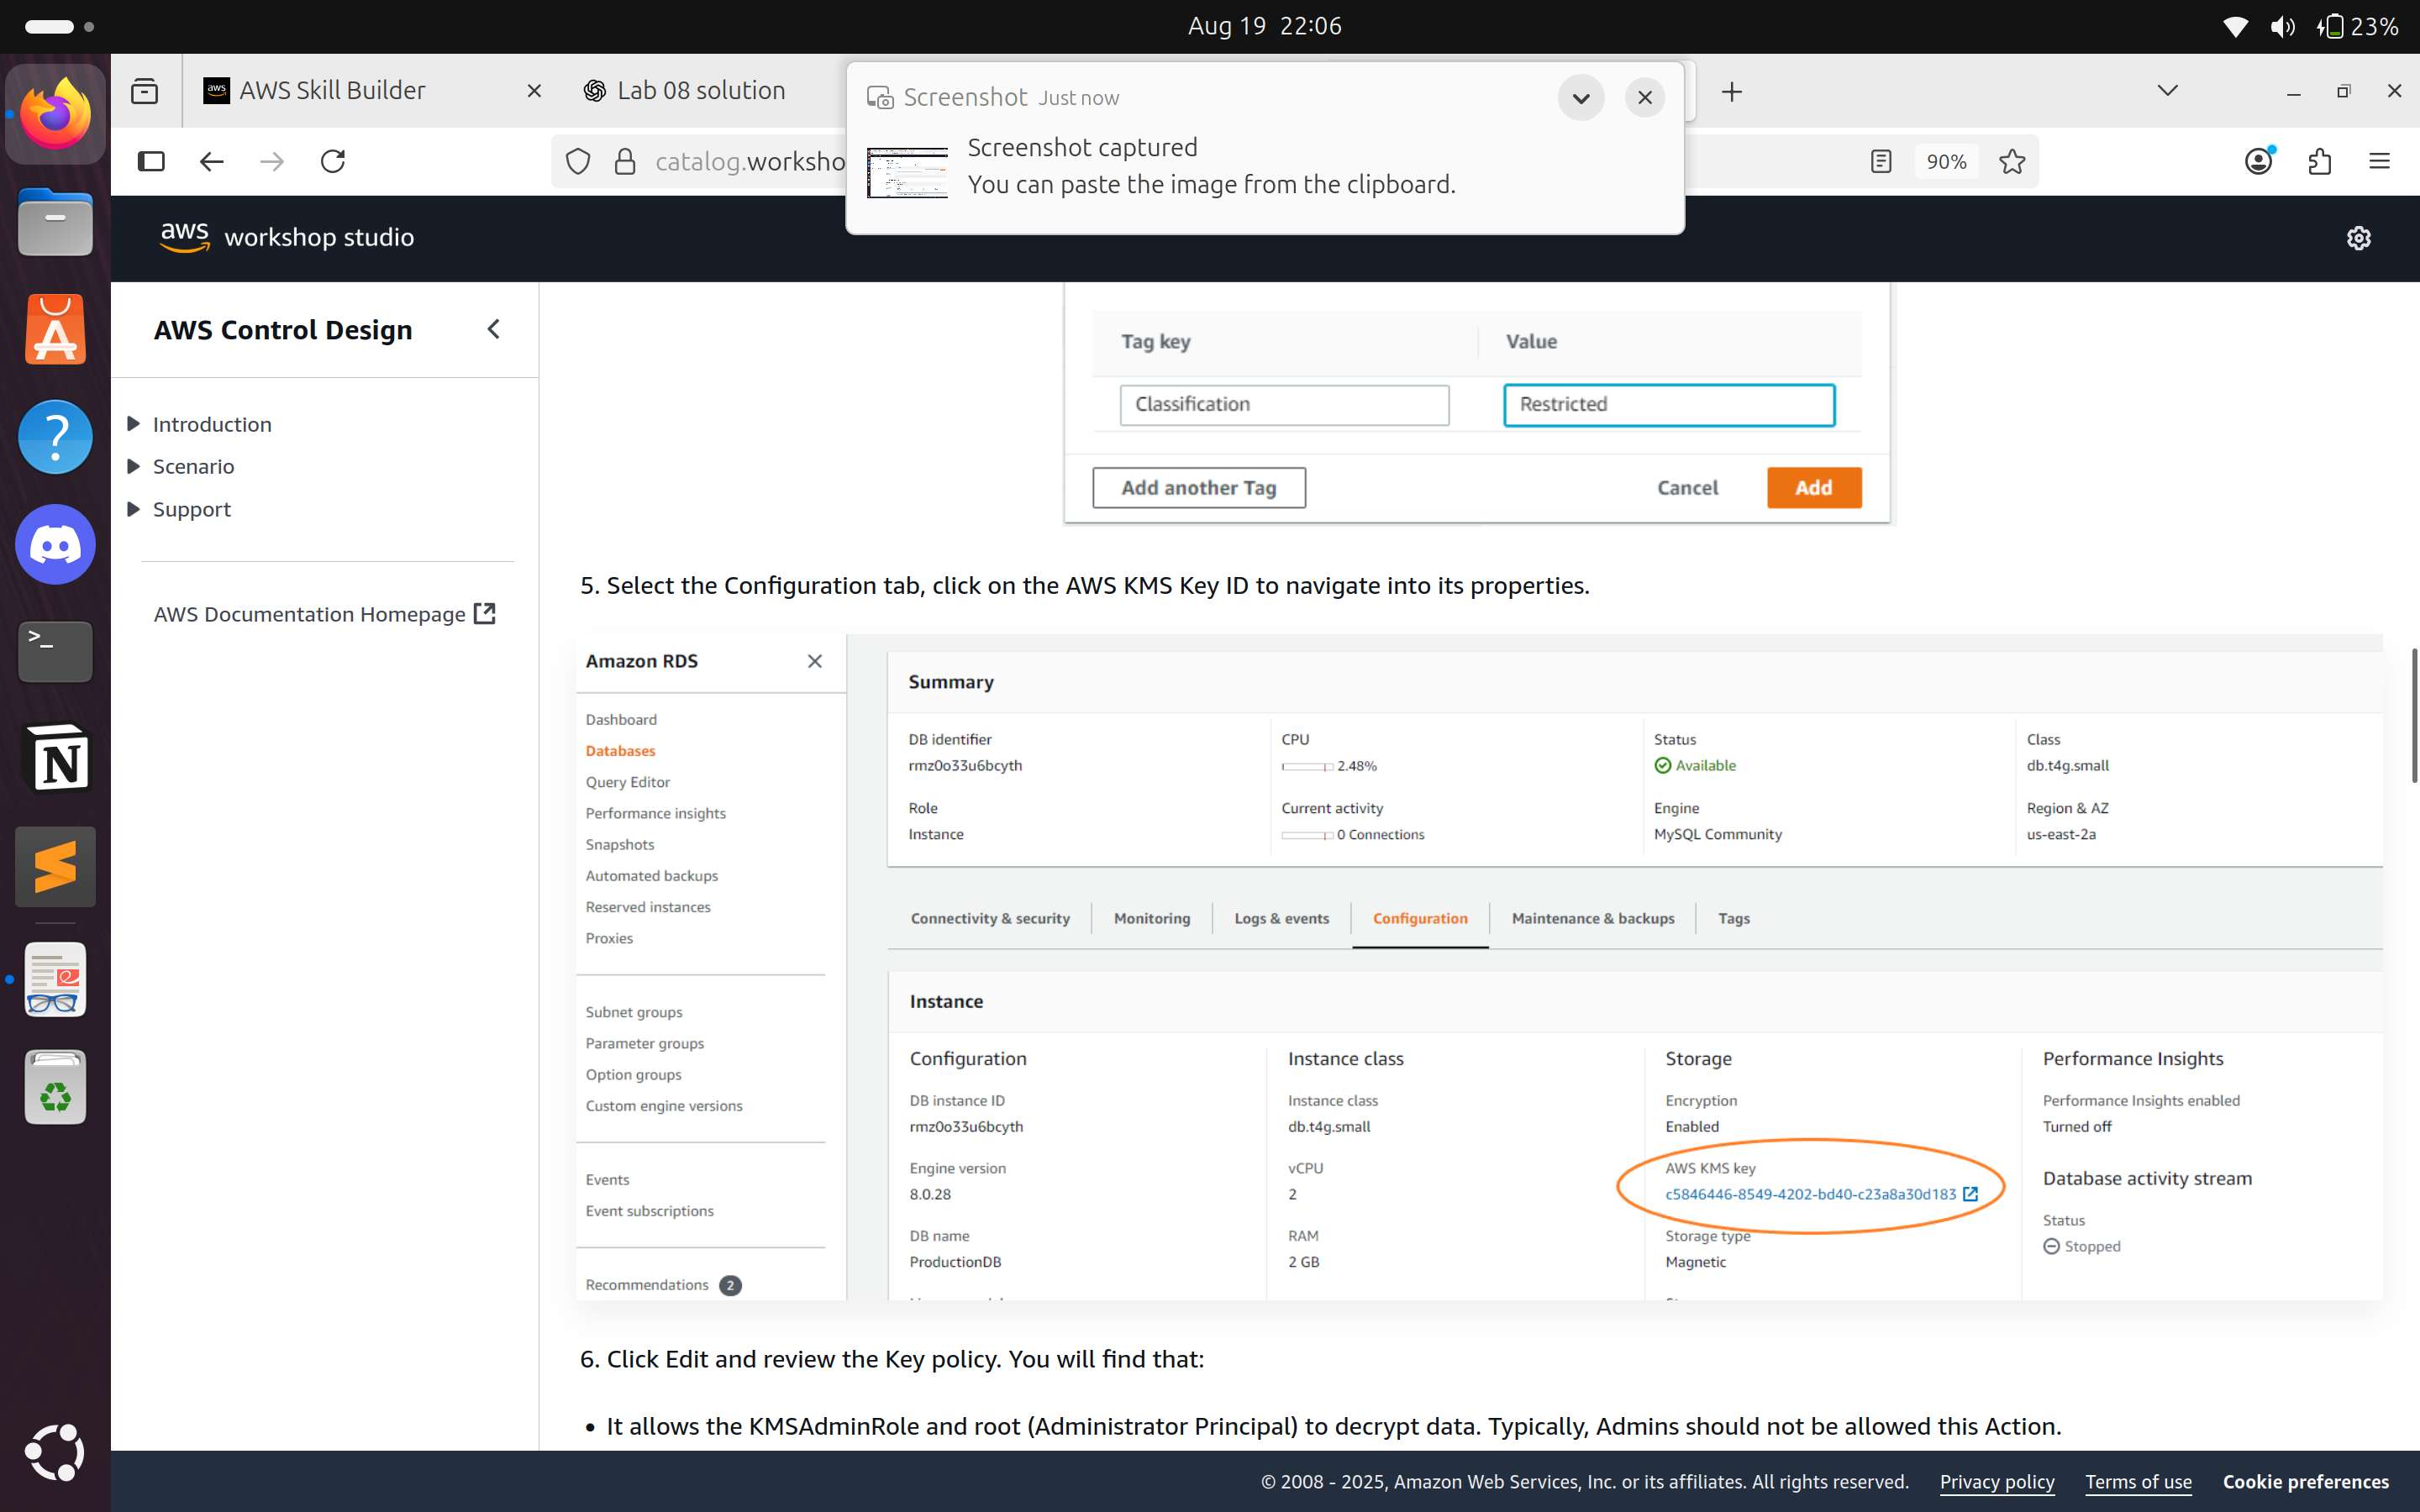 Aug 19 22:06
23%
AWS Skill Builder
Lab 08 solution
Screenshot Just now
Screenshot captured
You can paste the image from the clipboard.
catalog.worksho
90%
aws workshop studio
AWS Control Design
Introduction
Scenario
Support
AWS Documentation Homepage
Tag key Value
Classification Restricted
Add another Tag Cancel Add
5. Select the Configuration tab, click on the AWS KMS Key ID to navigate into its properties.
Amazon RDS
Dashboard
Databases
Query Editor
Performance insights
Snapshots
Automated backups
Reserved instances
Proxies
Subnet groups
Parameter groups
Option groups
Custom engine versions
Events
Event subscriptions
Recommendations 2
Summary
DB identifier CPU Status Class
rmz0o33u6bcyth 2.48% Available db.t4g.small
Role Current activity Engine Region & AZ
Instance 0 Connections MySQL Community us-east-2a
Connectivity & security Monitoring Logs & events Configuration Maintenance & backups Tags
Instance
Configuration Instance class Storage Performance Insights
DB instance ID Instance class Encryption Performance Insights enabled
rmz0o33u6bcyth db.t4g.small Enabled Turned off
Engine version vCPU AWS KMS key Database activity stream
8.0.28 2 c5846446-8549-4202-bd40-c23a8a30d183
DB name RAM Storage type Status
ProductionDB 2 GB Magnetic Stopped
6. Click Edit and review the Key policy. You will find that:
• It allows the KMSAdminRole and root (Administrator Principal) to decrypt data. Typically, Admins should not be allowed this Action.
© 2008 - 2025, Amazon Web Services, Inc. or its affiliates. All rights reserved. Privacy policy Terms of use Cookie preferences